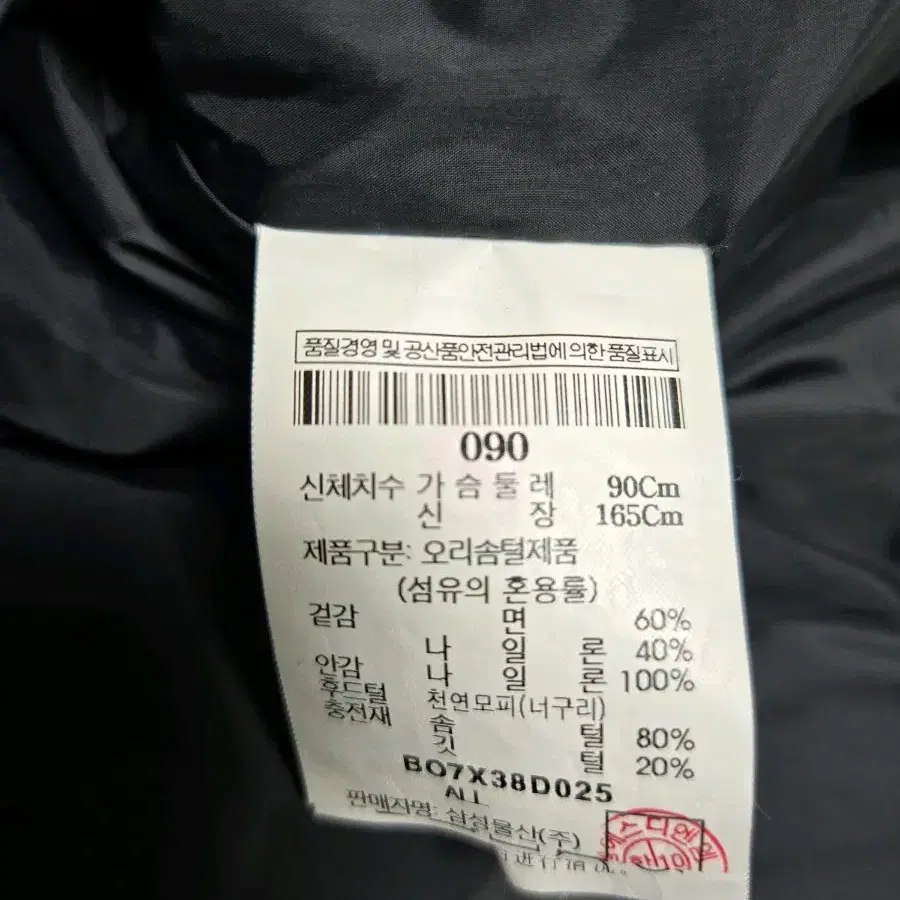 품질경영 및 공산품안전관리법에 의한 품질표시
090
신체치수 가 슴 둘 레 90Cm
신 장 165Cm
제품구분: 오리솜털제품
(섬유의 혼용률)
겉감 면 60%
나 일 론 40%
안감 나 일 론 100%
후드털 천연모피(너구리)
충전재 솜 털 80%
깃 털 20%
BO7X38D025
ALL
판매자명: 삼성물산(주)